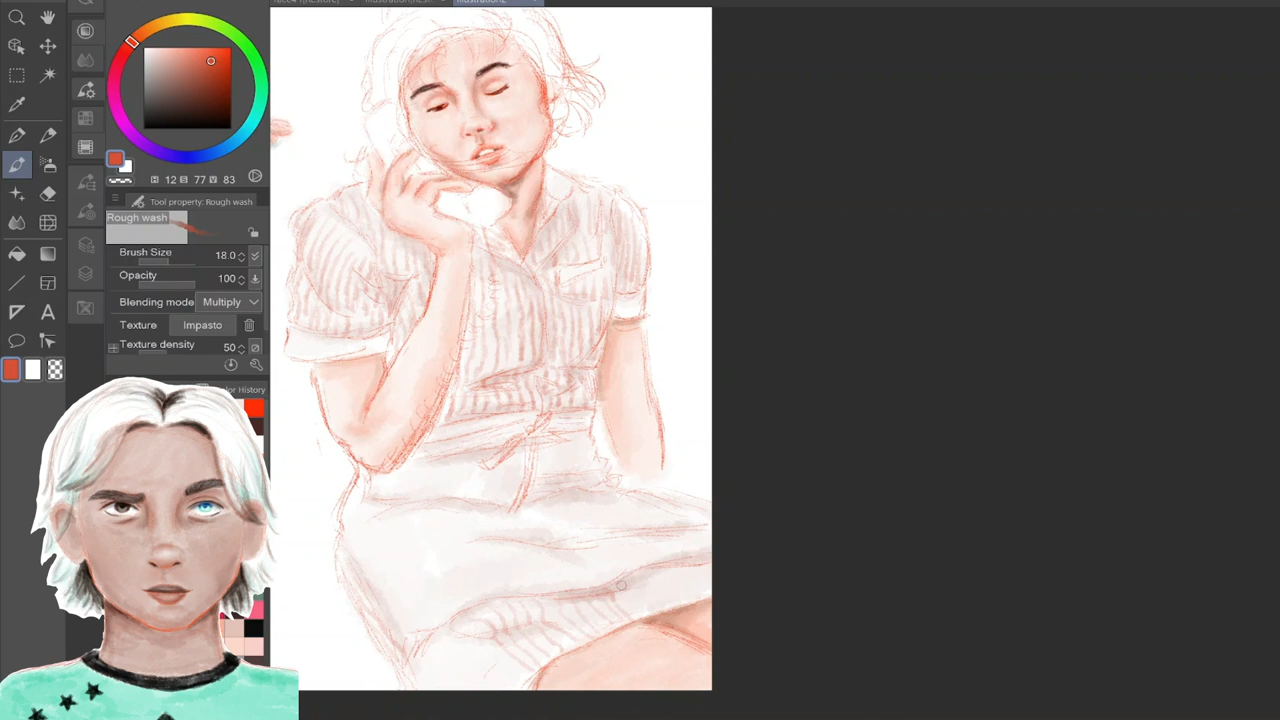 H 12 S 77 V 83
Tool property: Rough wash
Rough wash
Brush Size 18.0
Opacity 100
Blending mode Multiply
Texture Impasto
Texture density 50
lor History